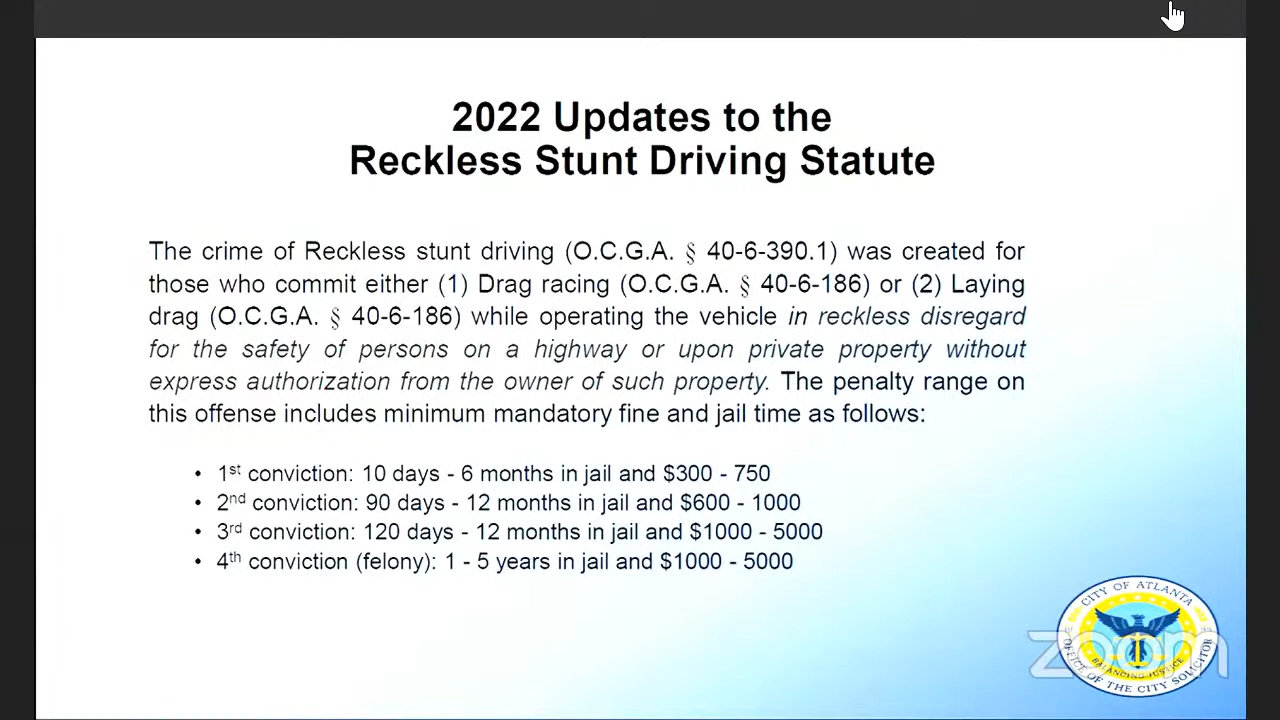 2022 Updates to the
Reckless Stunt Driving Statute
The crime of Reckless stunt driving (O.C.G.A. § 40-6-390.1) was created for
those who commit either (1) Drag racing (O.C.G.A. § 40-6-186) or (2) Laying
drag (O.C.G.A. § 40-6-186) while operating the vehicle in reckless disregard
for the safety of persons on a highway or upon private property without
express authorization from the owner of such property. The penalty range on
this offense includes minimum mandatory fine and jail time as follows:
• 1st conviction: 10 days - 6 months in jail and $300 - 750
• 2nd conviction: 90 days - 12 months in jail and $600 - 1000
• 3rd conviction: 120 days - 12 months in jail and $1000 - 5000
• 4th conviction (felony): 1 - 5 years in jail and $1000 - 5000
CITY OF ATLANTA
zoom
BALANCING JUSTICE
OFFICE OF THE CITY SOLICITOR